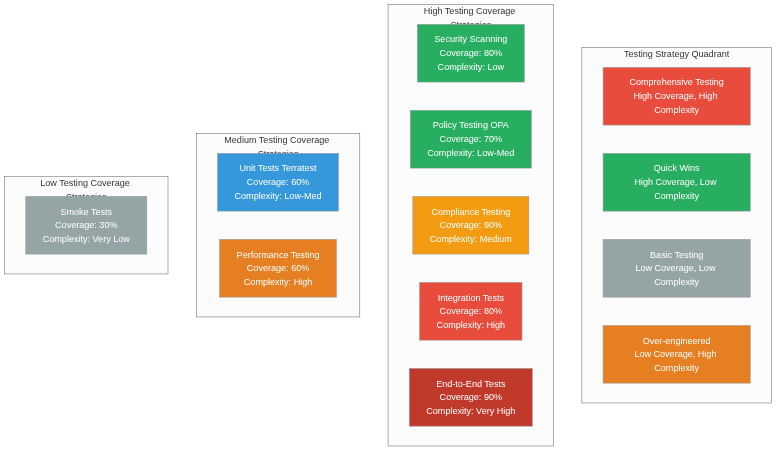 Low Testing Coverage
Strategies
Smoke Tests
Coverage: 30%
Complexity: Very Low
Medium Testing Coverage
Strategies
Unit Tests Terratest
Coverage: 60%
Complexity: Low-Med
Performance Testing
Coverage: 60%
Complexity: High
High Testing Coverage
Strategies
Security Scanning
Coverage: 80%
Complexity: Low
Policy Testing OPA
Coverage: 70%
Complexity: Low-Med
Compliance Testing
Coverage: 90%
Complexity: Medium
Integration Tests
Coverage: 80%
Complexity: High
End-to-End Tests
Coverage: 90%
Complexity: Very High
Testing Strategy Quadrant
Comprehensive Testing
High Coverage, High
Complexity
Quick Wins
High Coverage, Low
Complexity
Basic Testing
Low Coverage, Low
Complexity
Over-engineered
Low Coverage, High
Complexity